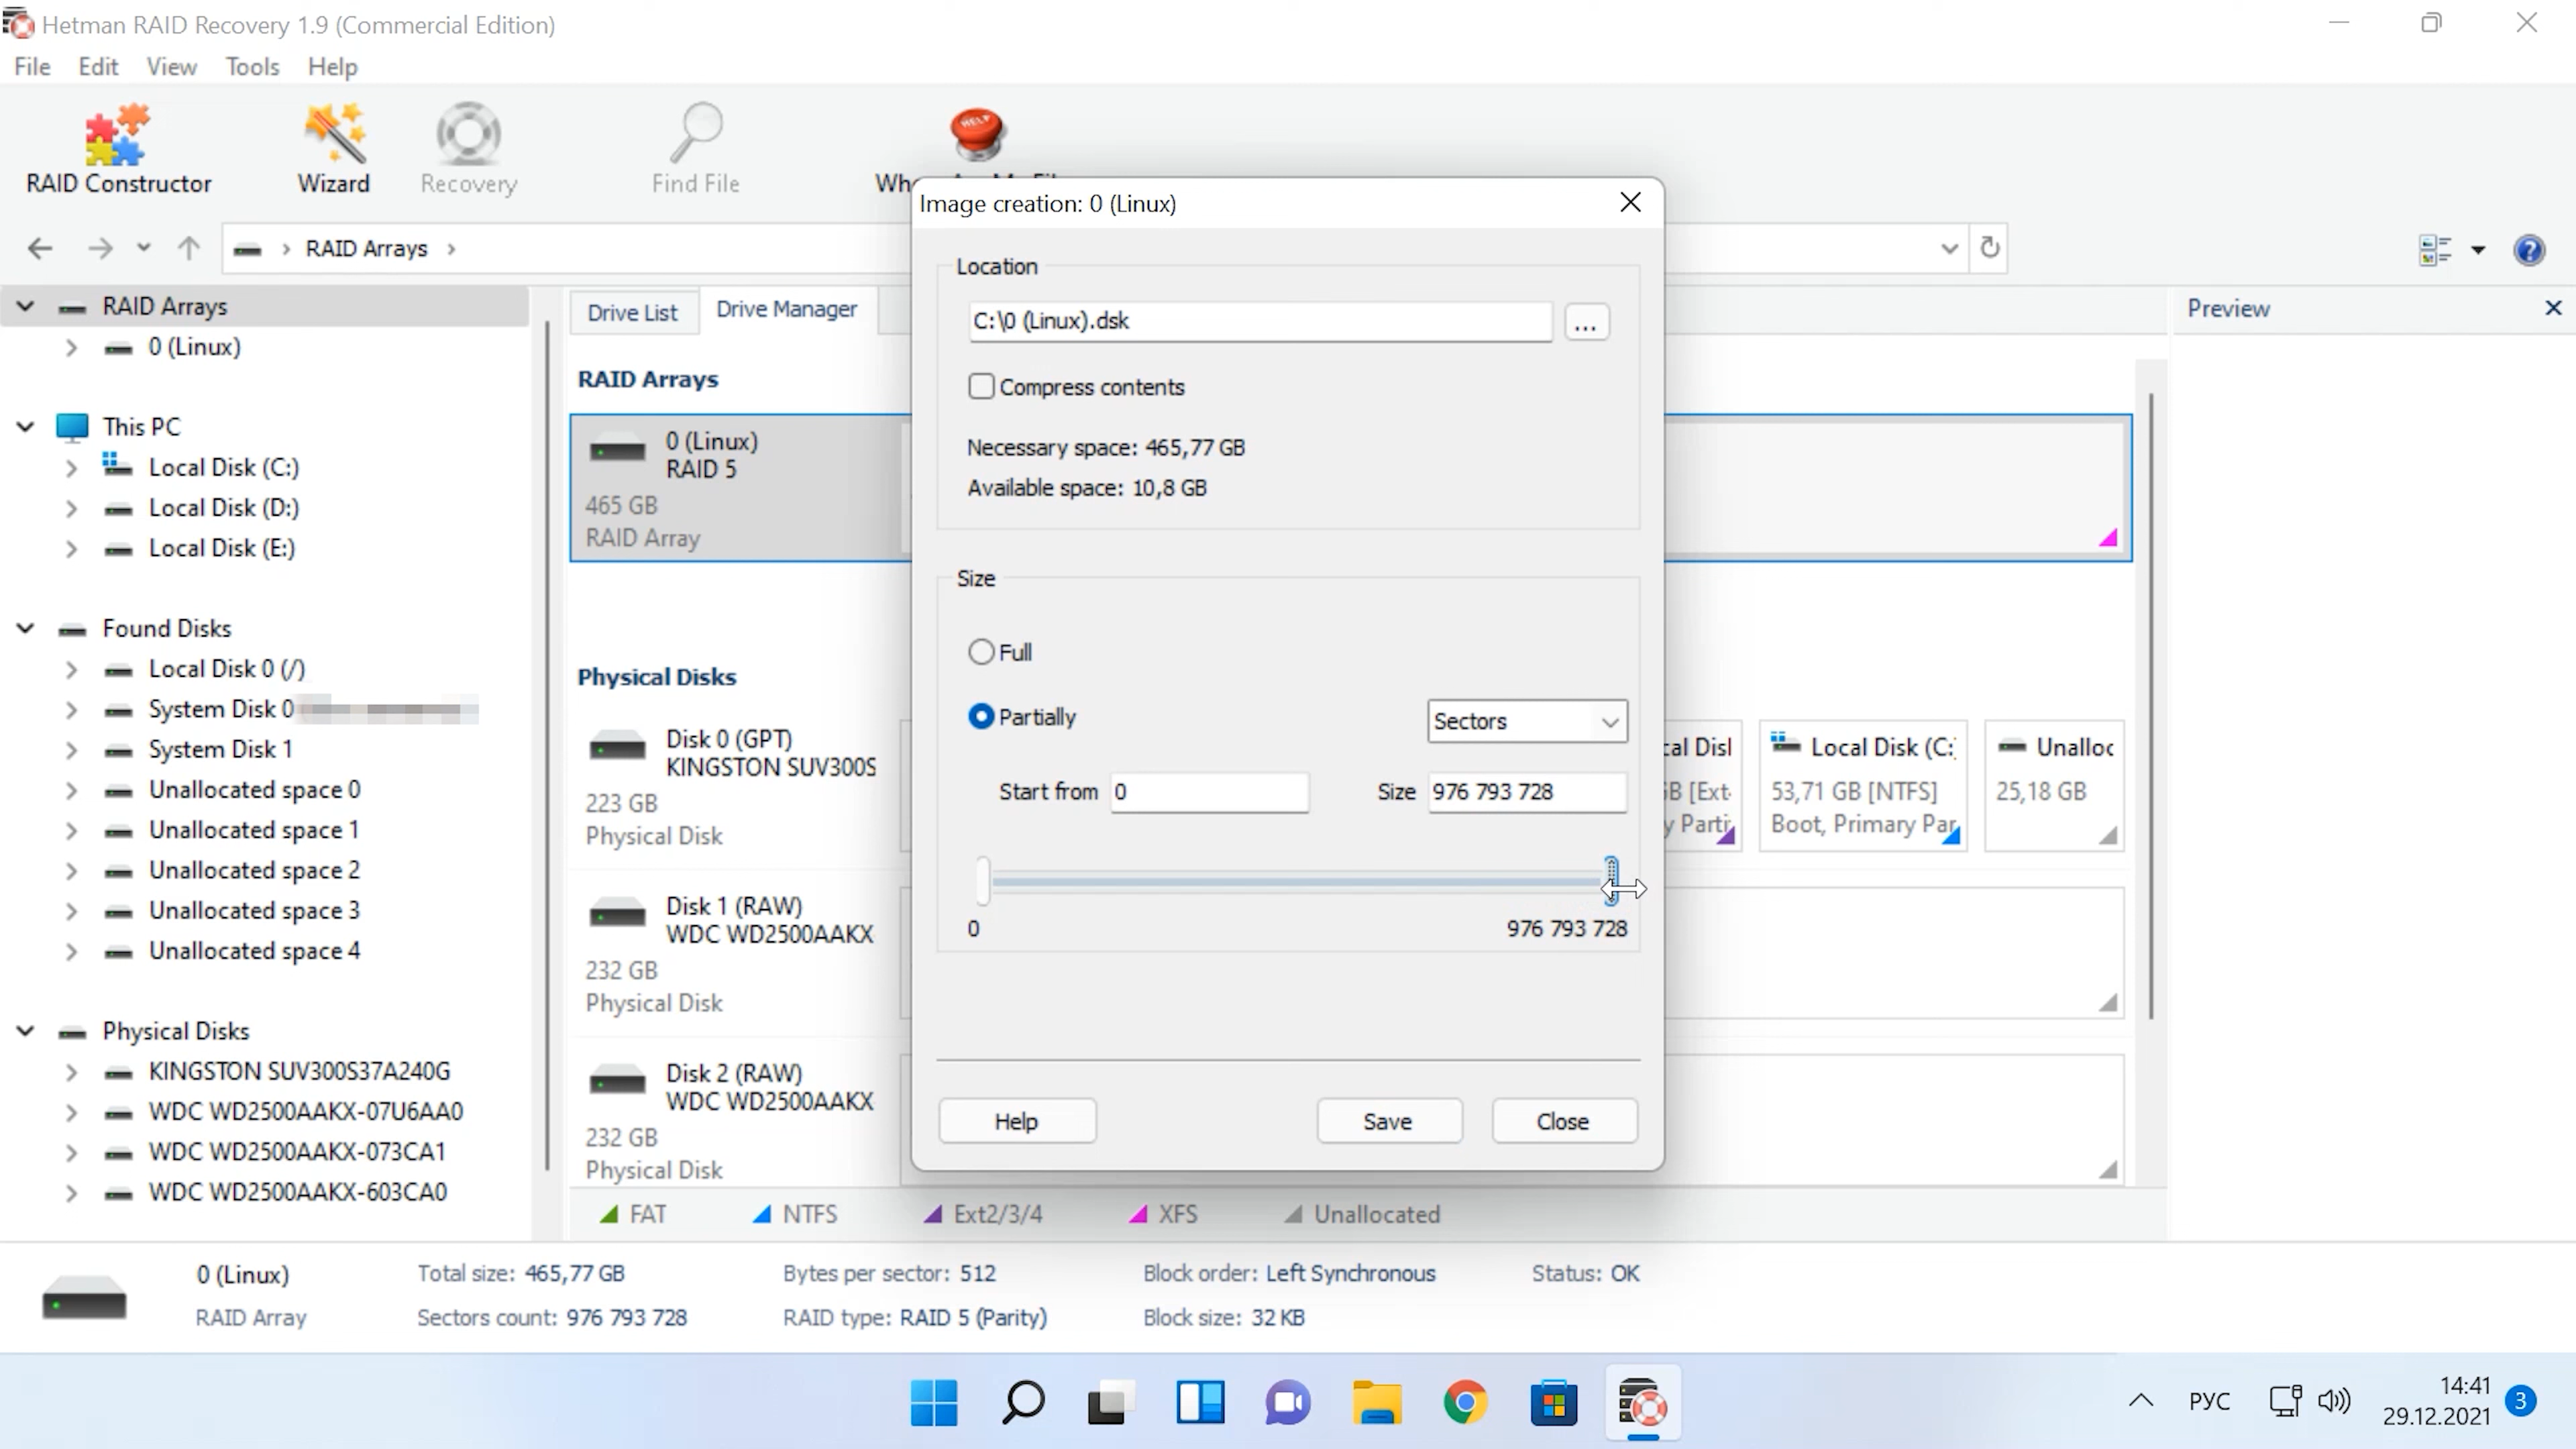 Hetman RAID Recovery 1.9 (Commercial Edition)
File Edit View Tools Help
RAID Constructor Wizard Recovery Find File
RAID Arrays
RAID Arrays
0 (Linux)
This PC
Local Disk (C:)
Local Disk (D:)
Local Disk (E:)
Found Disks
Local Disk 0 (/)
System Disk 0
System Disk 1
Unallocated space 0
Unallocated space 1
Unallocated space 2
Unallocated space 3
Unallocated space 4
Physical Disks
KINGSTON SUV300S37A240G
WDC WD2500AAKX-07U6AA0
WDC WD2500AAKX-073CA1
WDC WD2500AAKX-603CA0
Drive List Drive Manager
RAID Arrays
0 (Linux)
RAID 5
465 GB
RAID Array
Physical Disks
Disk 0 (GPT)
KINGSTON SUV300S
223 GB
Physical Disk
Disk 1 (RAW)
WDC WD2500AAKX
232 GB
Physical Disk
Disk 2 (RAW)
WDC WD2500AAKX
232 GB
Physical Disk
Local Disk (C:
53,71 GB [NTFS]
Boot, Primary Par
Unalloc
25,18 GB
FAT NTFS Ext2/3/4 XFS Unallocated
Preview
Image creation: 0 (Linux)
Location
C:\0 (Linux).dsk
...
Compress contents
Necessary space: 465,77 GB
Available space: 10,8 GB
Size
Full
Partially Sectors
Start from 0 Size 976 793 728
0 976 793 728
Help Save Close
HELP
0 (Linux) Total size: 465,77 GB Bytes per sector: 512 Block order: Left Synchronous Status: OK
RAID Array Sectors count: 976 793 728 RAID type: RAID 5 (Parity) Block size: 32 KB
РУС
14:41
29.12.2021
3